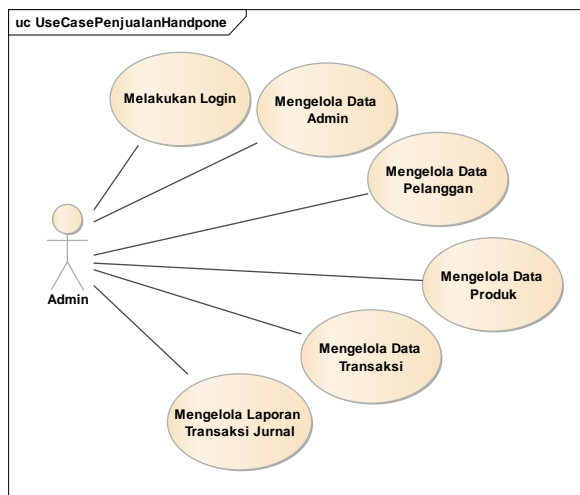 uc UseCasePenjualanHandpone
Melakukan Login
Mengelola Data
Admin
Mengelola Data
Pelanggan
Mengelola Data
Produk
Admin
Mengelola Data
Transaksi
Mengelola Laporan
Transaksi Jurnal